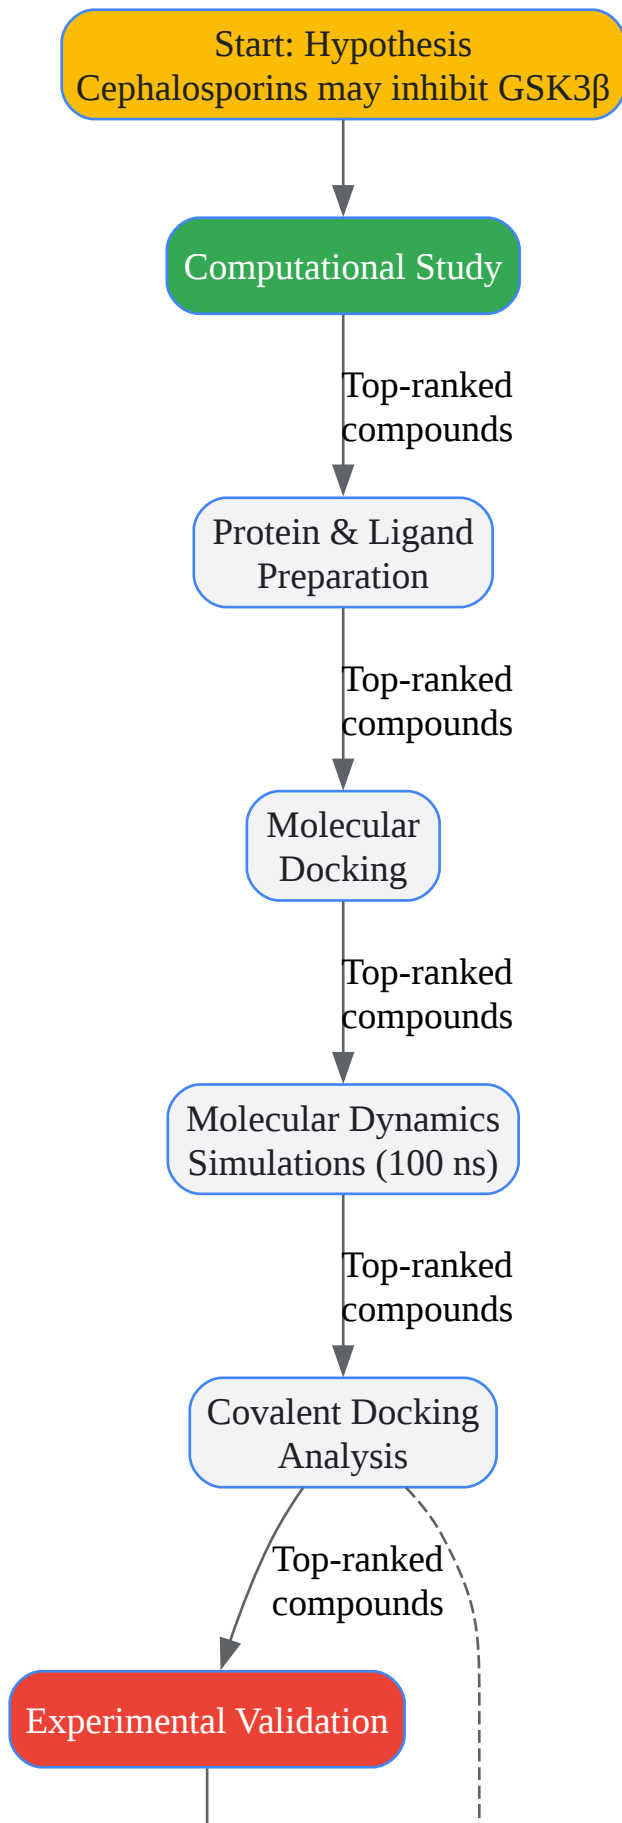 Start: Hypothesis
Cephalosporins may inhibit GSK3β
Computational Study
Top-ranked
compounds
Protein & Ligand
Preparation
Top-ranked
compounds
Molecular
Docking
Top-ranked
compounds
Molecular Dynamics
Simulations (100 ns)
Top-ranked
compounds
Covalent Docking
Analysis
Top-ranked
compounds
Experimental Validation